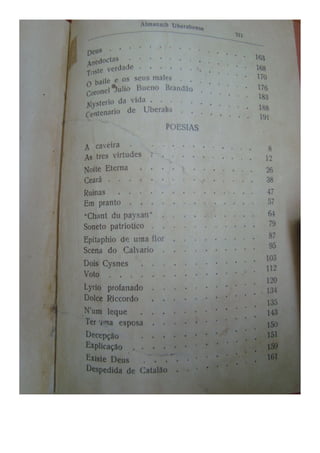 Almanach Uberabense
Deus 163
Anedoctas 168
Triste verdade 170
O baile e os seus males 176
Coronel Julio Bueno Brandão 183
Mysterio da vida 188
Centenario de Uberaba 191
POESIAS
A caveira 8
As tres virtudes 12
Noite Eterna 26
Ceará 38
Ruinas 47
Em pranto 57
"Chant du paysan" 64
Soneto patriotico 79
Epitaphio de uma flor 87
Scena do Calvario 95
Dois Cysnes 103
Voto 112
Lyrio profanado 120
Dolce Riccordo 134
N'um leque 135
Ter uma esposa 143
Decepção 150
Explicação 151
Existe Deus 159
Despedida de Catalão 161